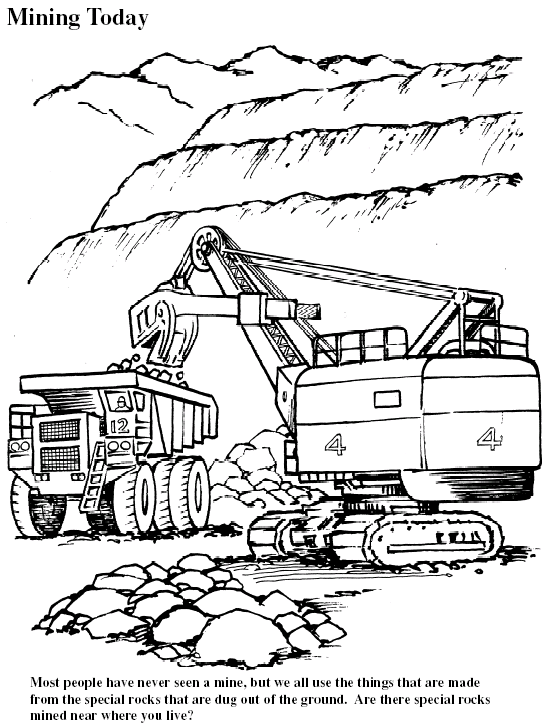 Mining Today
A
12
4
4
Most people have never seen a mine, but we all use the things that are made
from the special rocks that are dug out of the ground.  Are there special rocks
mined near where you live?